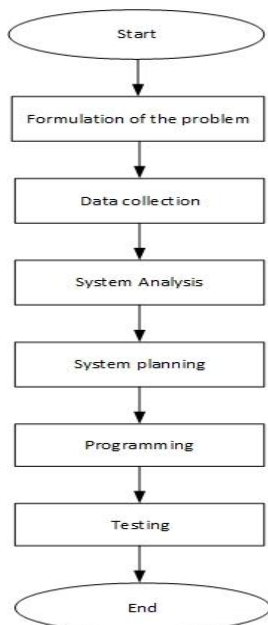 Start
Formulation of the problem
Data collection
System Analysis
System planning
Programming
Testing
End